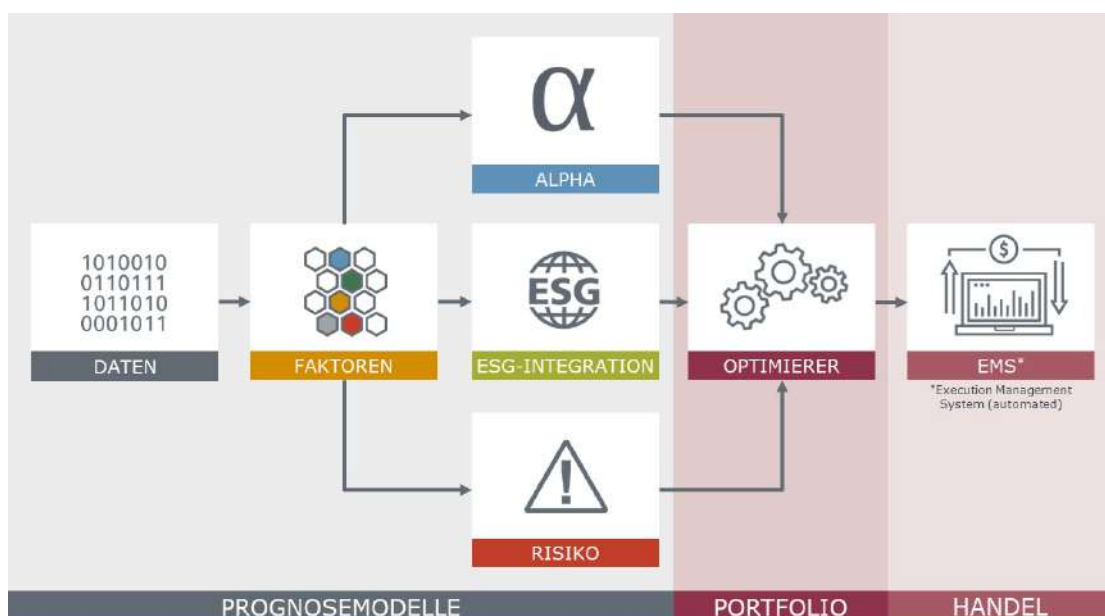 α
ALPHA
1010010
0110111
1011010
0001011
DATEN
FAKTOREN
ESG
ESG-INTEGRATION
OPTIMIERER
$
EMS*
*Execution Management
System (automated)
!
RISIKO
PROGNOSEMODELLE
PORTFOLIO
HANDEL